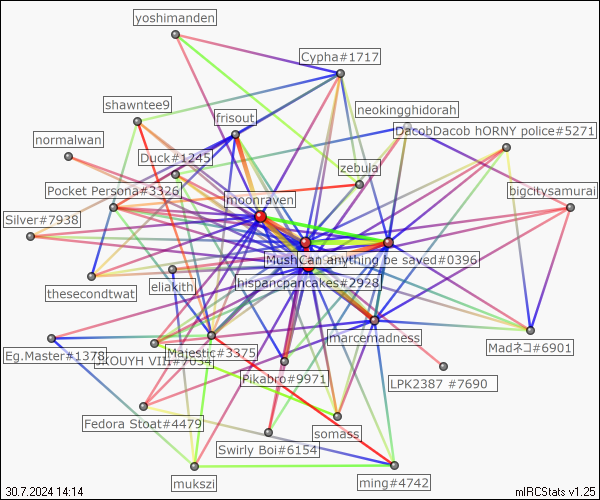 yoshimanden
Cypha#1717
shawntee9
neokingghidorah
frisout
DacobDacob hORNY police#5271
normalwan
Duck#1245
zebula
Pocket Persona#3326
bigcitysamurai
moonraven
Silver#7938
MushCan anything be saved#0396
hispancpancakes#2928
eliakith
thesecondtwat
marcemadness
Eg.Master#1378
Majestic#3375
Madネコ#6901
Pikabro#9971
LPK2387 #7690
Fedora Stoat#4479
somass
Swirly Boi#6154
mukszi
ming#4742
30.7.2024 14:14
mIRCStats v1.25